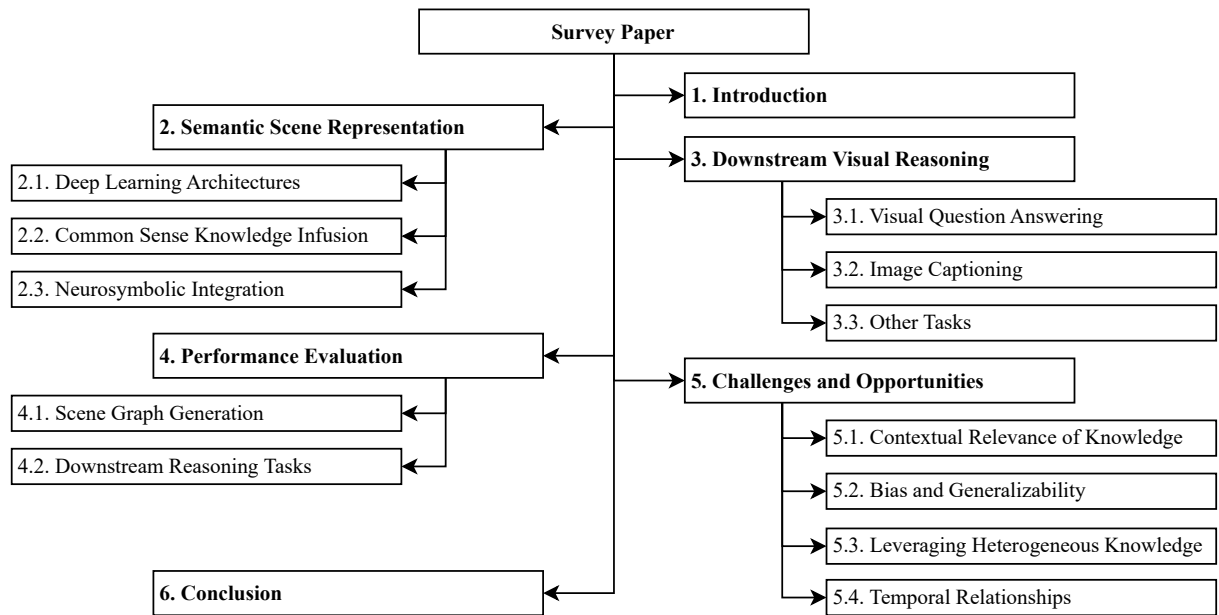 Survey Paper
1. Introduction
2. Semantic Scene Representation
2.1. Deep Learning Architectures
2.2. Common Sense Knowledge Infusion
2.3. Neurosymbolic Integration
3. Downstream Visual Reasoning
3.1. Visual Question Answering
3.2. Image Captioning
3.3. Other Tasks
4. Performance Evaluation
4.1. Scene Graph Generation
4.2. Downstream Reasoning Tasks
5. Challenges and Opportunities
5.1. Contextual Relevance of Knowledge
5.2. Bias and Generalizability
5.3. Leveraging Heterogeneous Knowledge
5.4. Temporal Relationships
6. Conclusion